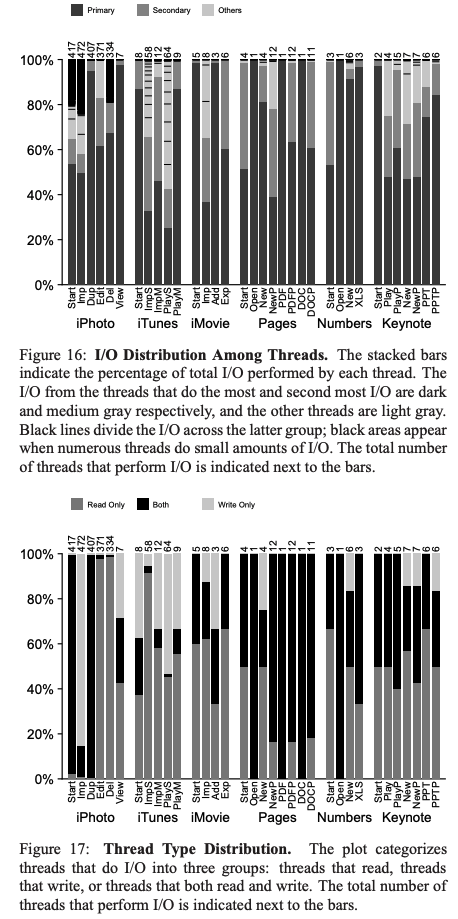 Primary Secondary Others
417 472 407 371 334 7 8 58 12 64 9 5 8 3 6 4 1 4 12 1 12 1 11 3 1 6 3 2 4 5 7 7 6 6
100%
80%
60%
40%
20%
0%
Start Imp Dup Edit Del View Start ImpS ImpM PlayS PlayM Start Imp Add Exp Start Open New NewP PDF PDFP DOC DOCP Start Open New XLS Start Play PlayP New NewP PPT PPTP
iPhoto iTunes iMovie Pages Numbers Keynote
Figure 16: I/O Distribution Among Threads. The stacked
bars indicate the percentage of total I/O performed by each thread. The
I/O from the threads that do the most and second most I/O are dark
and medium gray respectively, and the other threads are light gray.
Black lines divide the I/O across the latter group; black areas appear
when numerous threads do small amounts of I/O. The total number
of threads that perform I/O is indicated next to the bars.
Read Only Both Write Only
417 472 407 371 334 7 8 58 12 64 9 5 8 3 6 4 1 4 12 1 12 1 11 3 1 6 3 2 4 5 7 7 6 6
100%
80%
60%
40%
20%
0%
Start Imp Dup Edit Del View Start ImpS ImpM PlayS PlayM Start Imp Add Exp Start Open New NewP PDF PDFP DOC DOCP Start Open New XLS Start Play PlayP New NewP PPT PPTP
iPhoto iTunes iMovie Pages Numbers Keynote
Figure 17: Thread Type Distribution. The plot categorizes
threads that do I/O into three groups: threads that read, threads
that write, or threads that both read and write. The total number of
threads that perform I/O is indicated next to the bars.